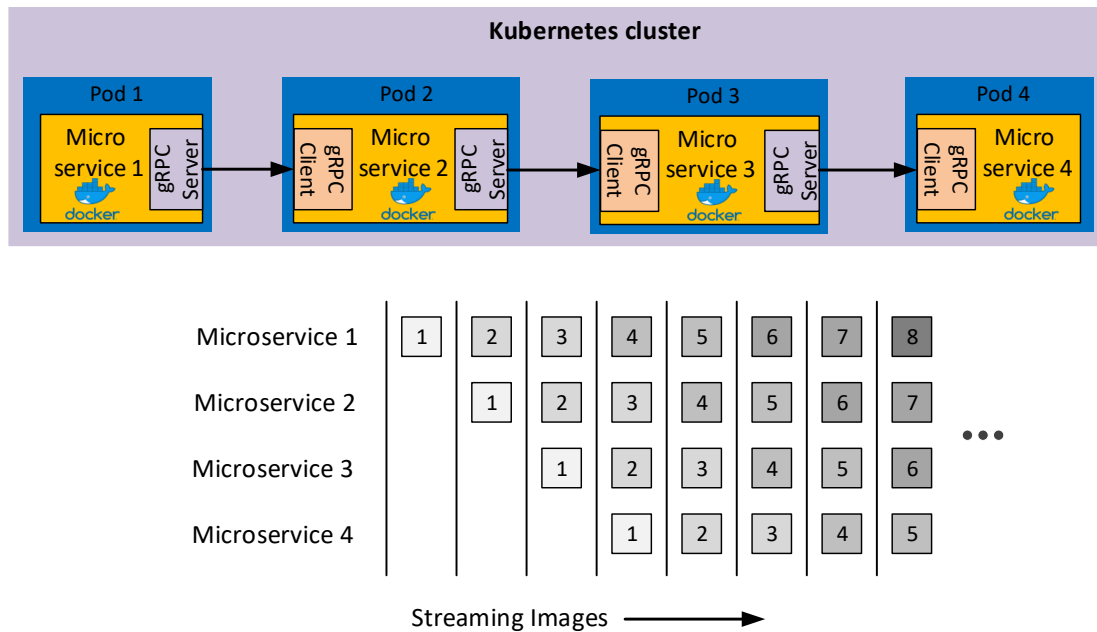 Kubernetes cluster
Pod 1
Micro
service 1
docker
gRPC
Server
Pod 2
gRPC
Client
Micro
service 2
docker
gRPC
Server
Pod 3
gRPC
Client
Micro
service 3
docker
gRPC
Server
Pod 4
gRPC
Client
Micro
service 4
docker
Microservice 1 1 2 3 4 5 6 7 8
Microservice 2 1 2 3 4 5 6 7
Microservice 3 1 2 3 4 5 6
Microservice 4 1 2 3 4 5
Streaming Images